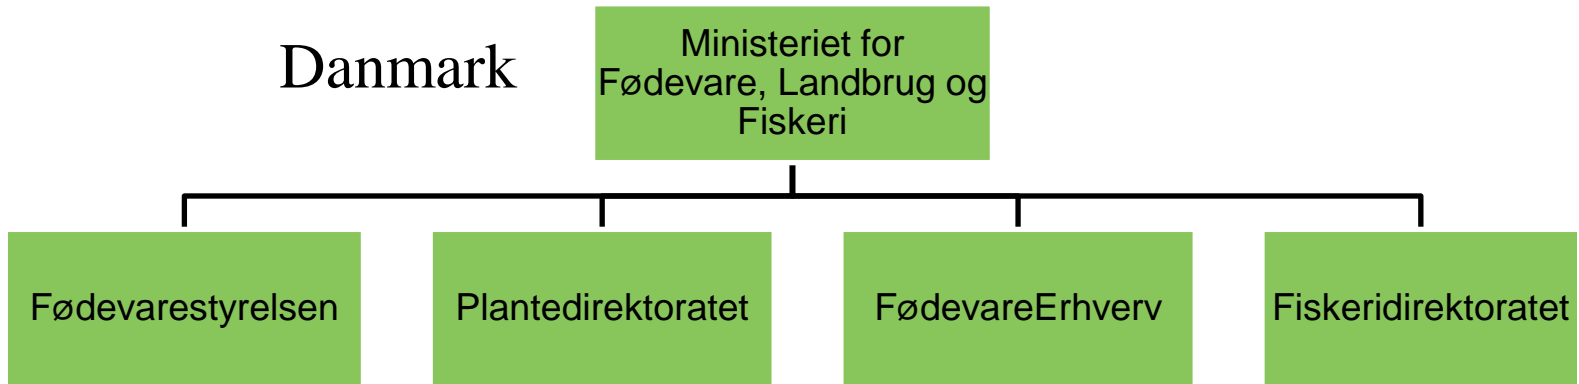 Danmark
Ministeriet for
Fødevare, Landbrug og
Fiskeri
Fødevarestyrelsen
Plantedirektoratet
FødevareErhverv
Fiskeridirektoratet